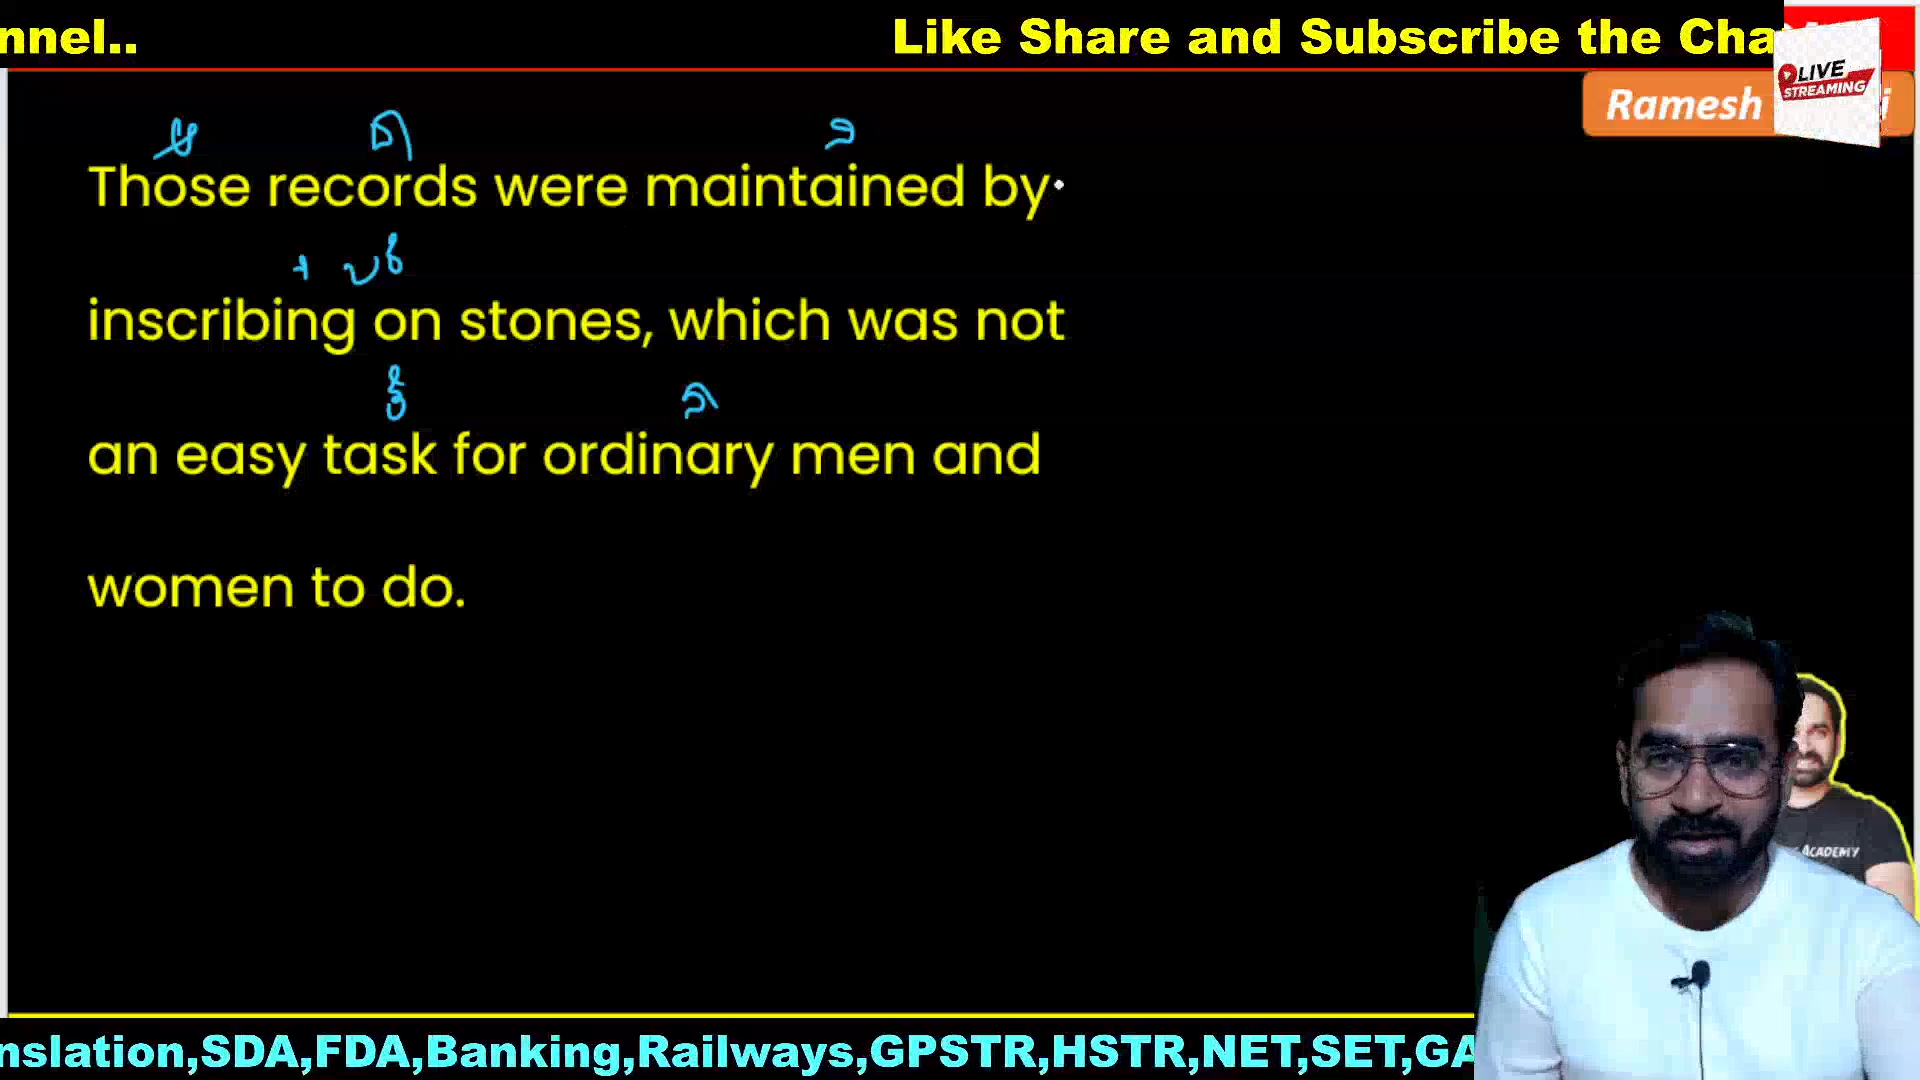 nnel.. Like Share and Subscribe the Cha
LIVE
STREAMING
Ramesh
Those records were maintained by
inscribing on stones, which was not
an easy task for ordinary men and
women to do.
ACADEMY
nslation,SDA,FDA,Banking,Railways,GPSTR,HSTR,NET,SET,GA